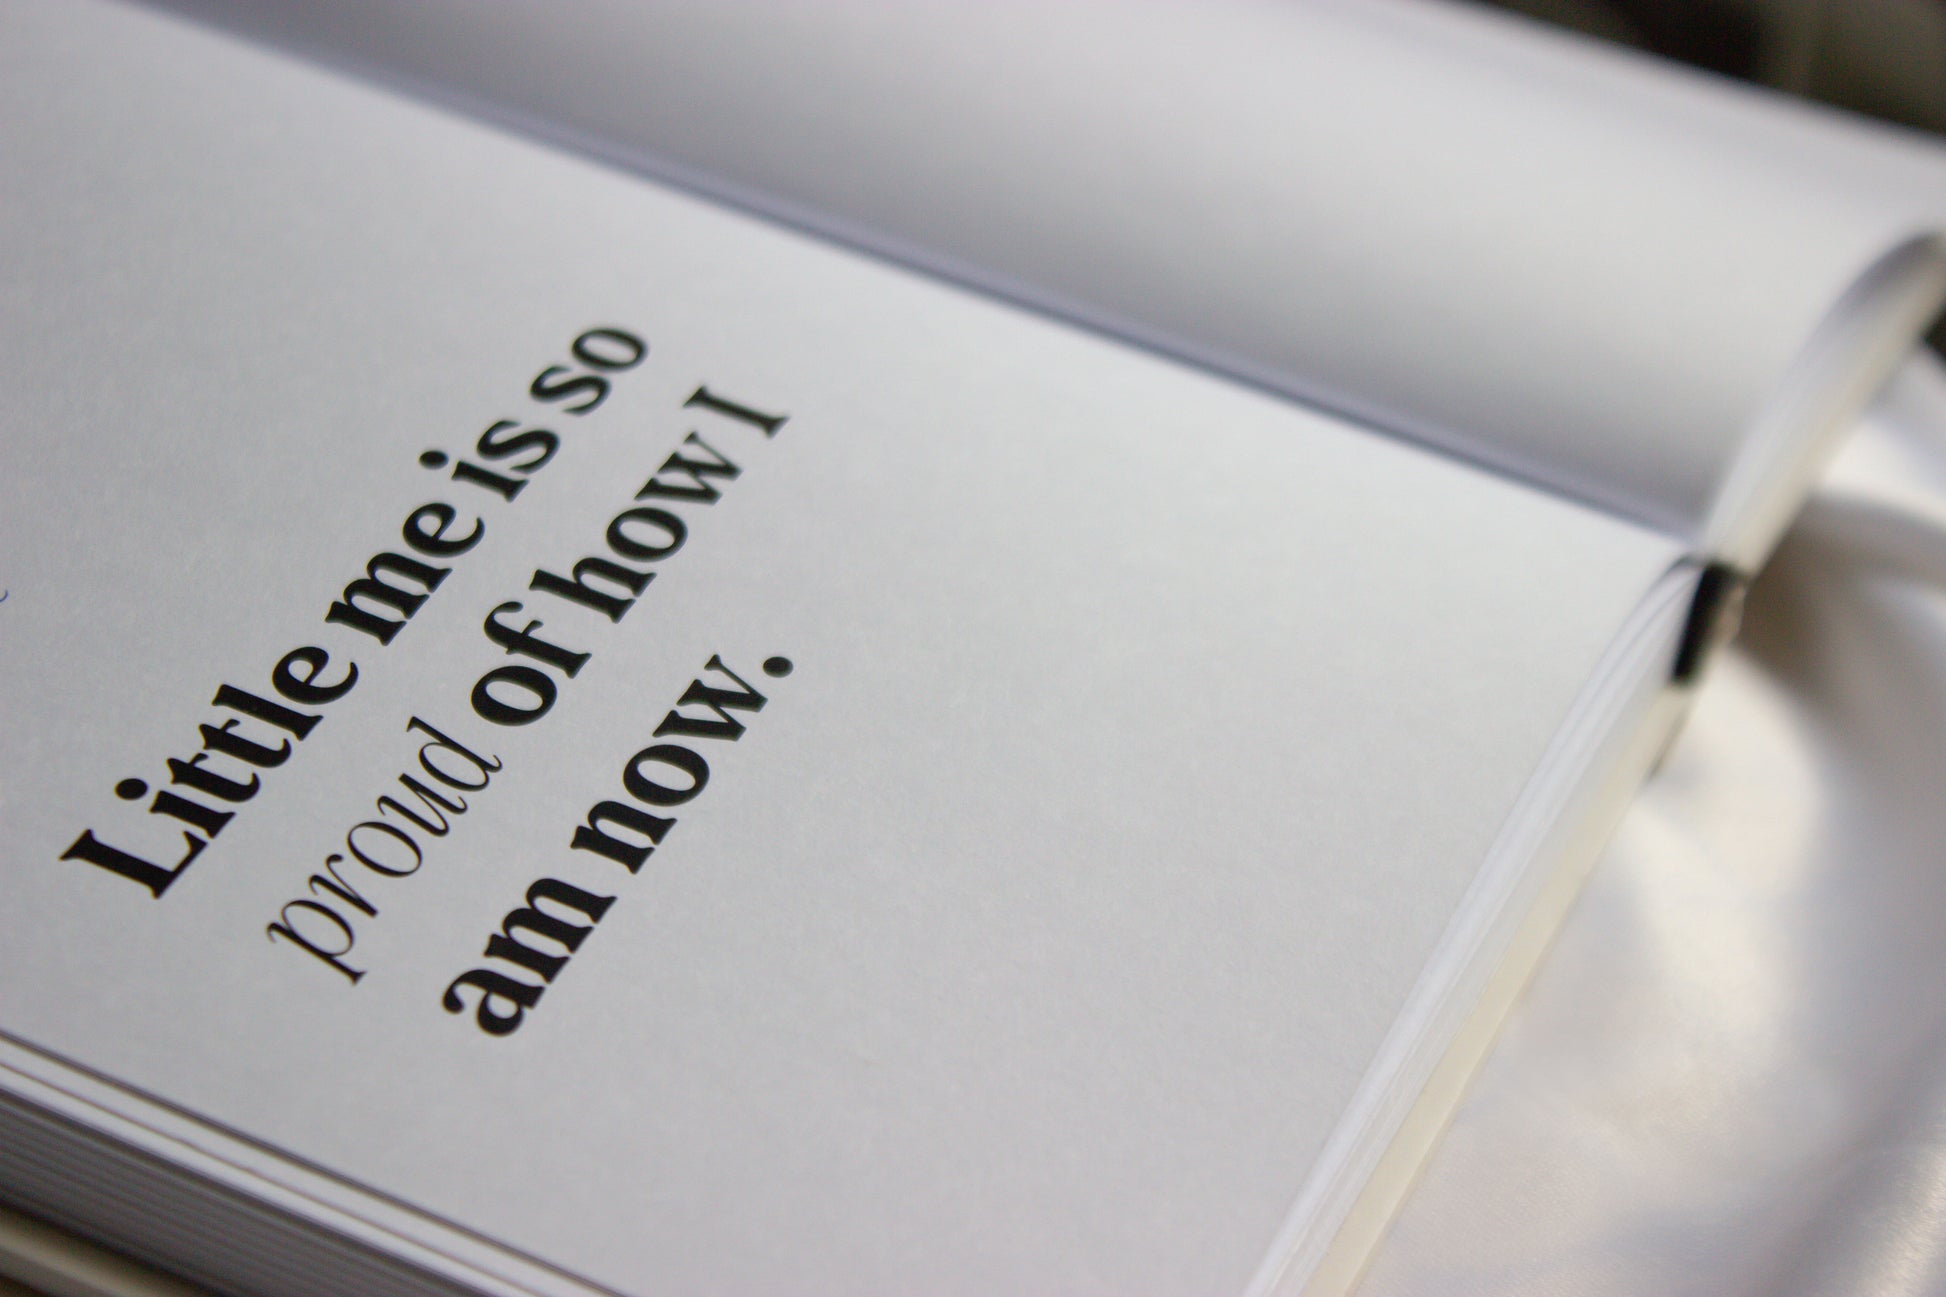 Little me is so
proud of how I
am now.